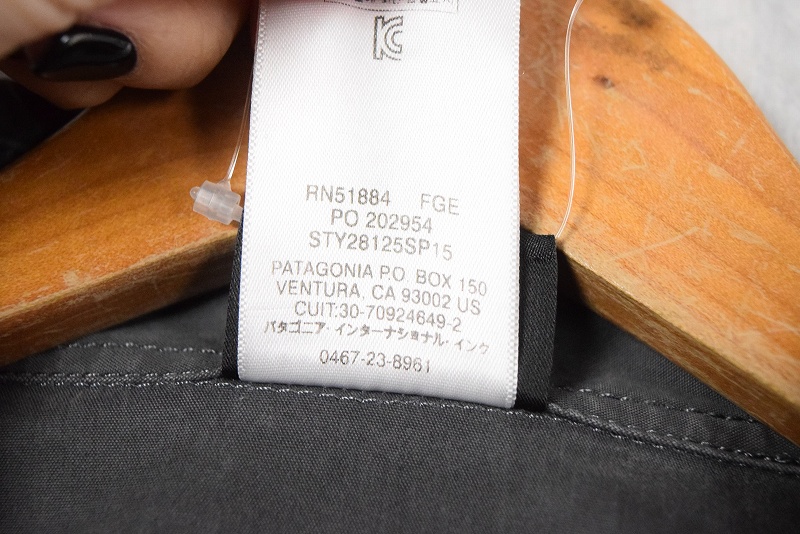 RN51884 FGE
PO 202954
STY28125SP15
PATAGONIA P.O. BOX 150
VENTURA, CA 93002 US
CUIT:30-70924649-2
パタゴニア・インターナショナル・インク
0467-23-8961